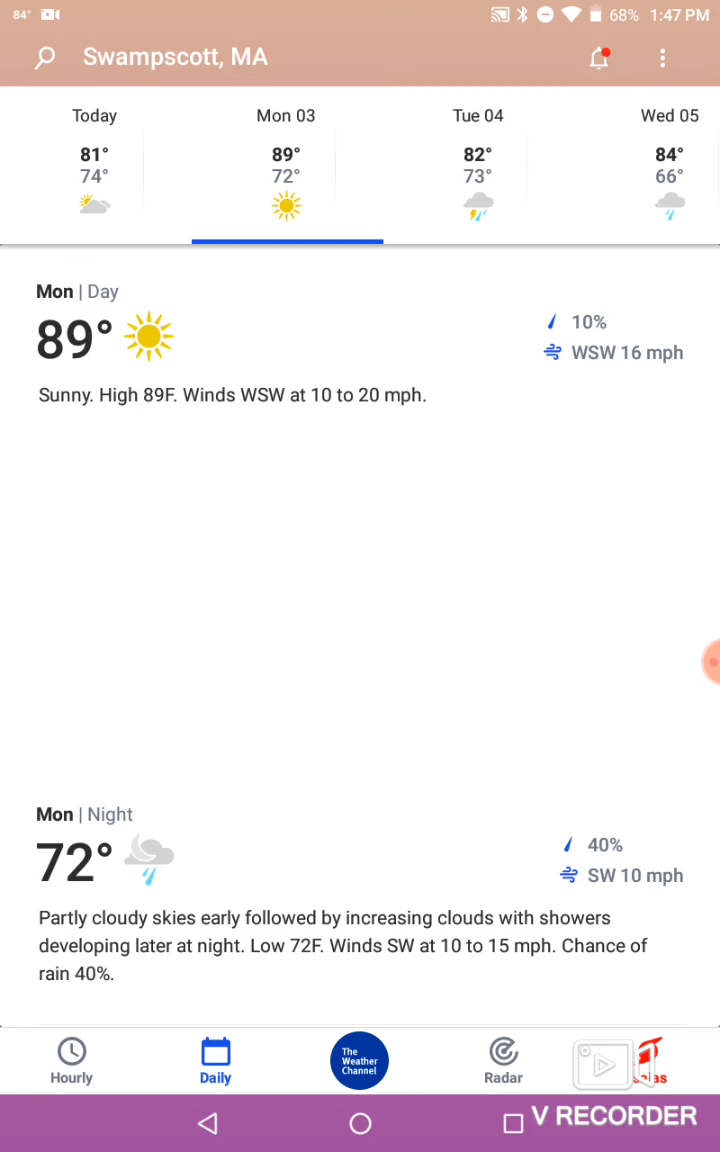 84° 68% 1:47 PM
Swampscott, MA
Today Mon 03 Tue 04 Wed 05
81° 89° 82° 84°
74° 72° 73° 66°
Mon | Day
89° 10%
WSW 16 mph
Sunny. High 89F. Winds WSW at 10 to 20 mph.
Mon | Night
72° 40%
SW 10 mph
Partly cloudy skies early followed by increasing clouds with showers
developing later at night. Low 72F. Winds SW at 10 to 15 mph. Chance of
rain 40%.
The
Weather
Channel
Hourly Daily Radar
V RECORDER